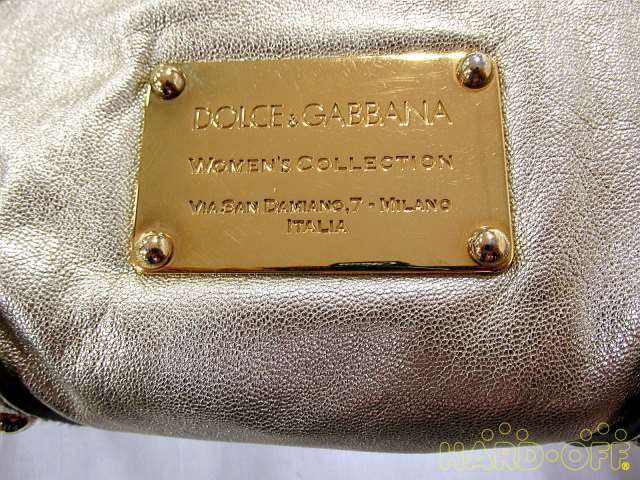 DOLCE & GABBANA
WOMEN'S COLLECTION
VIA SAN DAMIANO,7 - MILANO
ITALIA
HARD·OFF®